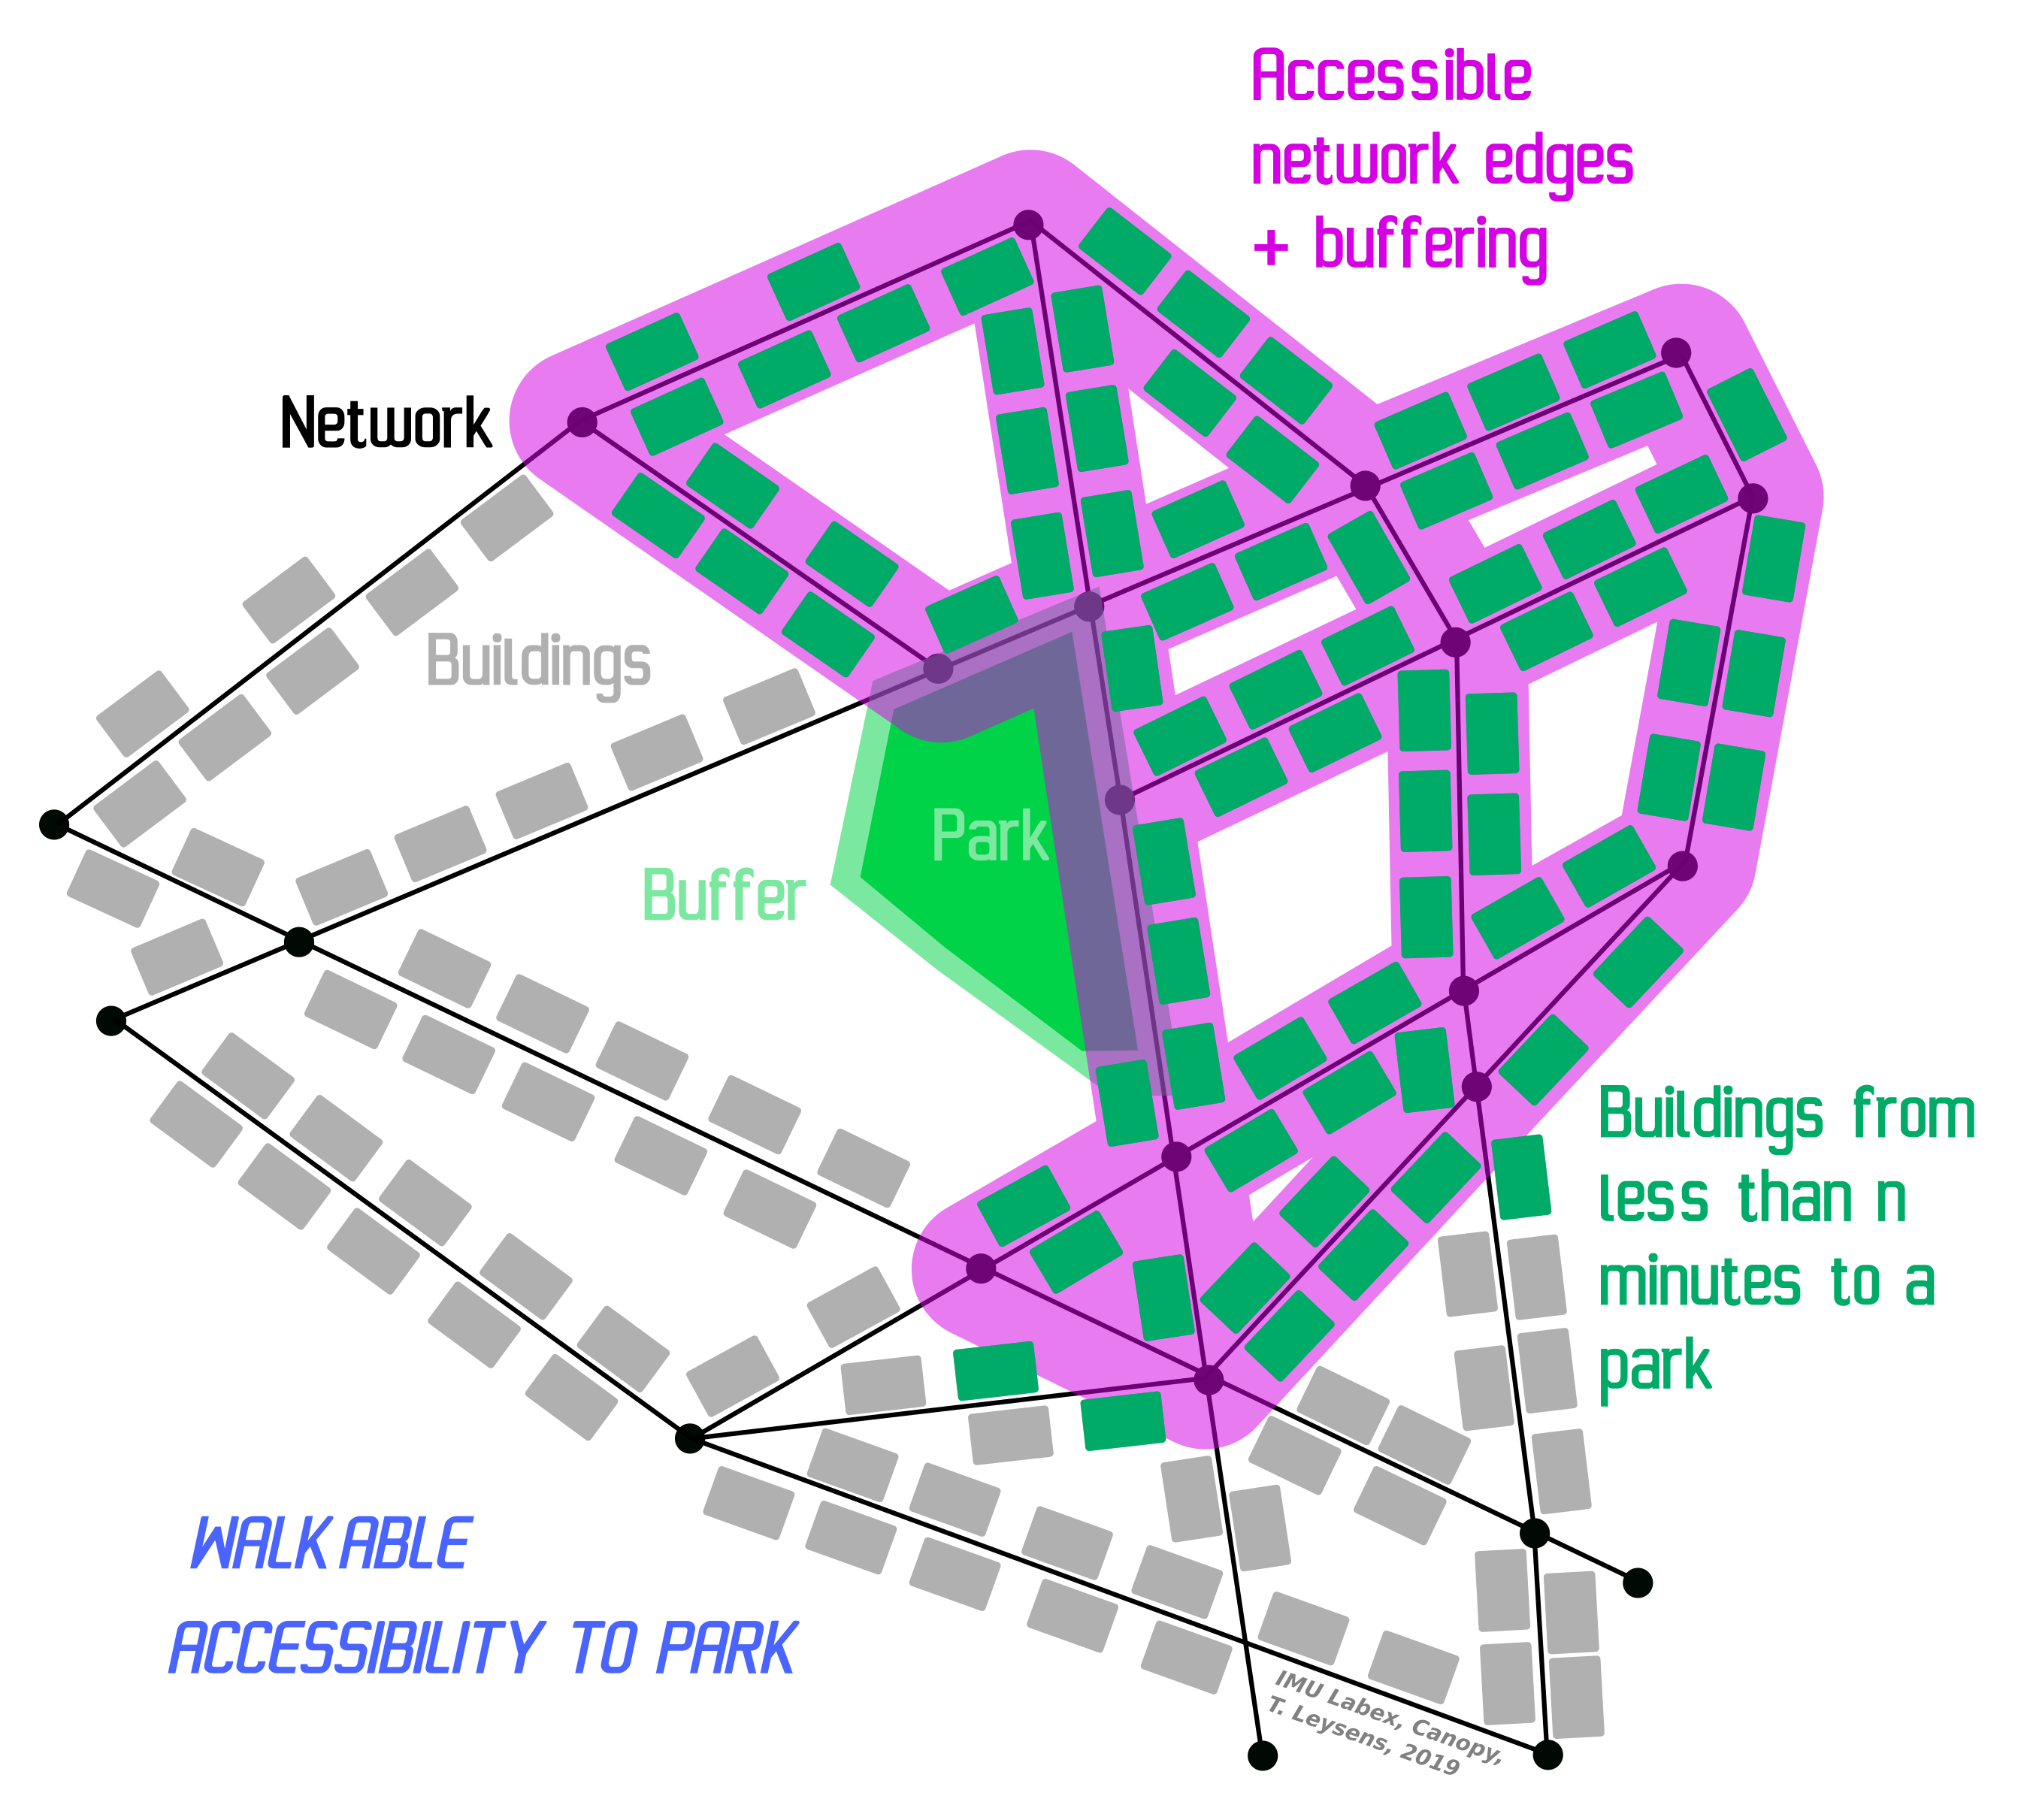 Accessible
network edges
+ buffering
Network
Buildings
Park
Buffer
Buildings from
less than n
minutes to a
park
WALKABLE
ACCESSIBILITY TO PARK
IMU Labex, Canopy,
T. Leysens, 2019